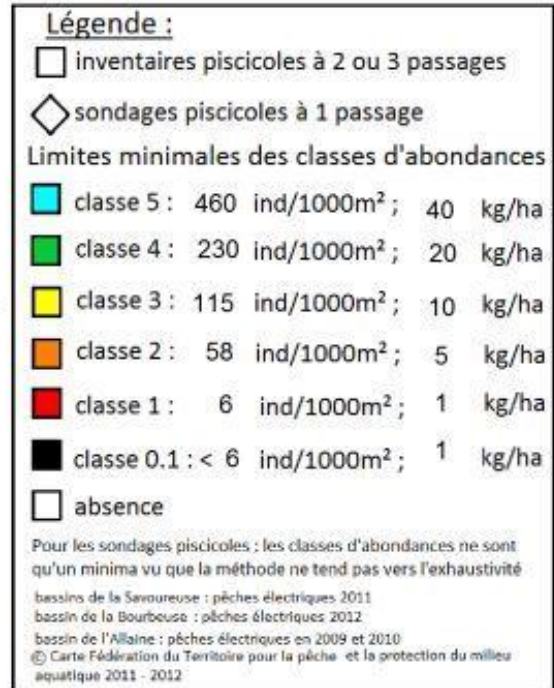 Légende :
inventaires piscicoles à 2 ou 3 passages
sondages piscicoles à 1 passage
Limites minimales des classes d'abondances
classe 5 : 460 ind/1000m² ; 40 kg/ha
classe 4 : 230 ind/1000m² ; 20 kg/ha
classe 3 : 115 ind/1000m² ; 10 kg/ha
classe 2 : 58 ind/1000m² ; 5 kg/ha
classe 1 : 6 ind/1000m² ; 1 kg/ha
classe 0.1 : < 6 ind/1000m² ; 1 kg/ha
absence
Pour les sondages piscicoles : les classes d'abondances ne sont
qu'un minima vu que la méthode ne tend pas vers l'exhaustivité
bassins de la Savoureuse : pêches électriques 2011
bassin de la Bourbeuse : pêches électriques 2012
bassin de l'Allaine : pêches électriques en 2009 et 2010
© Carte Fédération du Territoire pour la pêche et la protection du milieu
aquatique 2011 - 2012